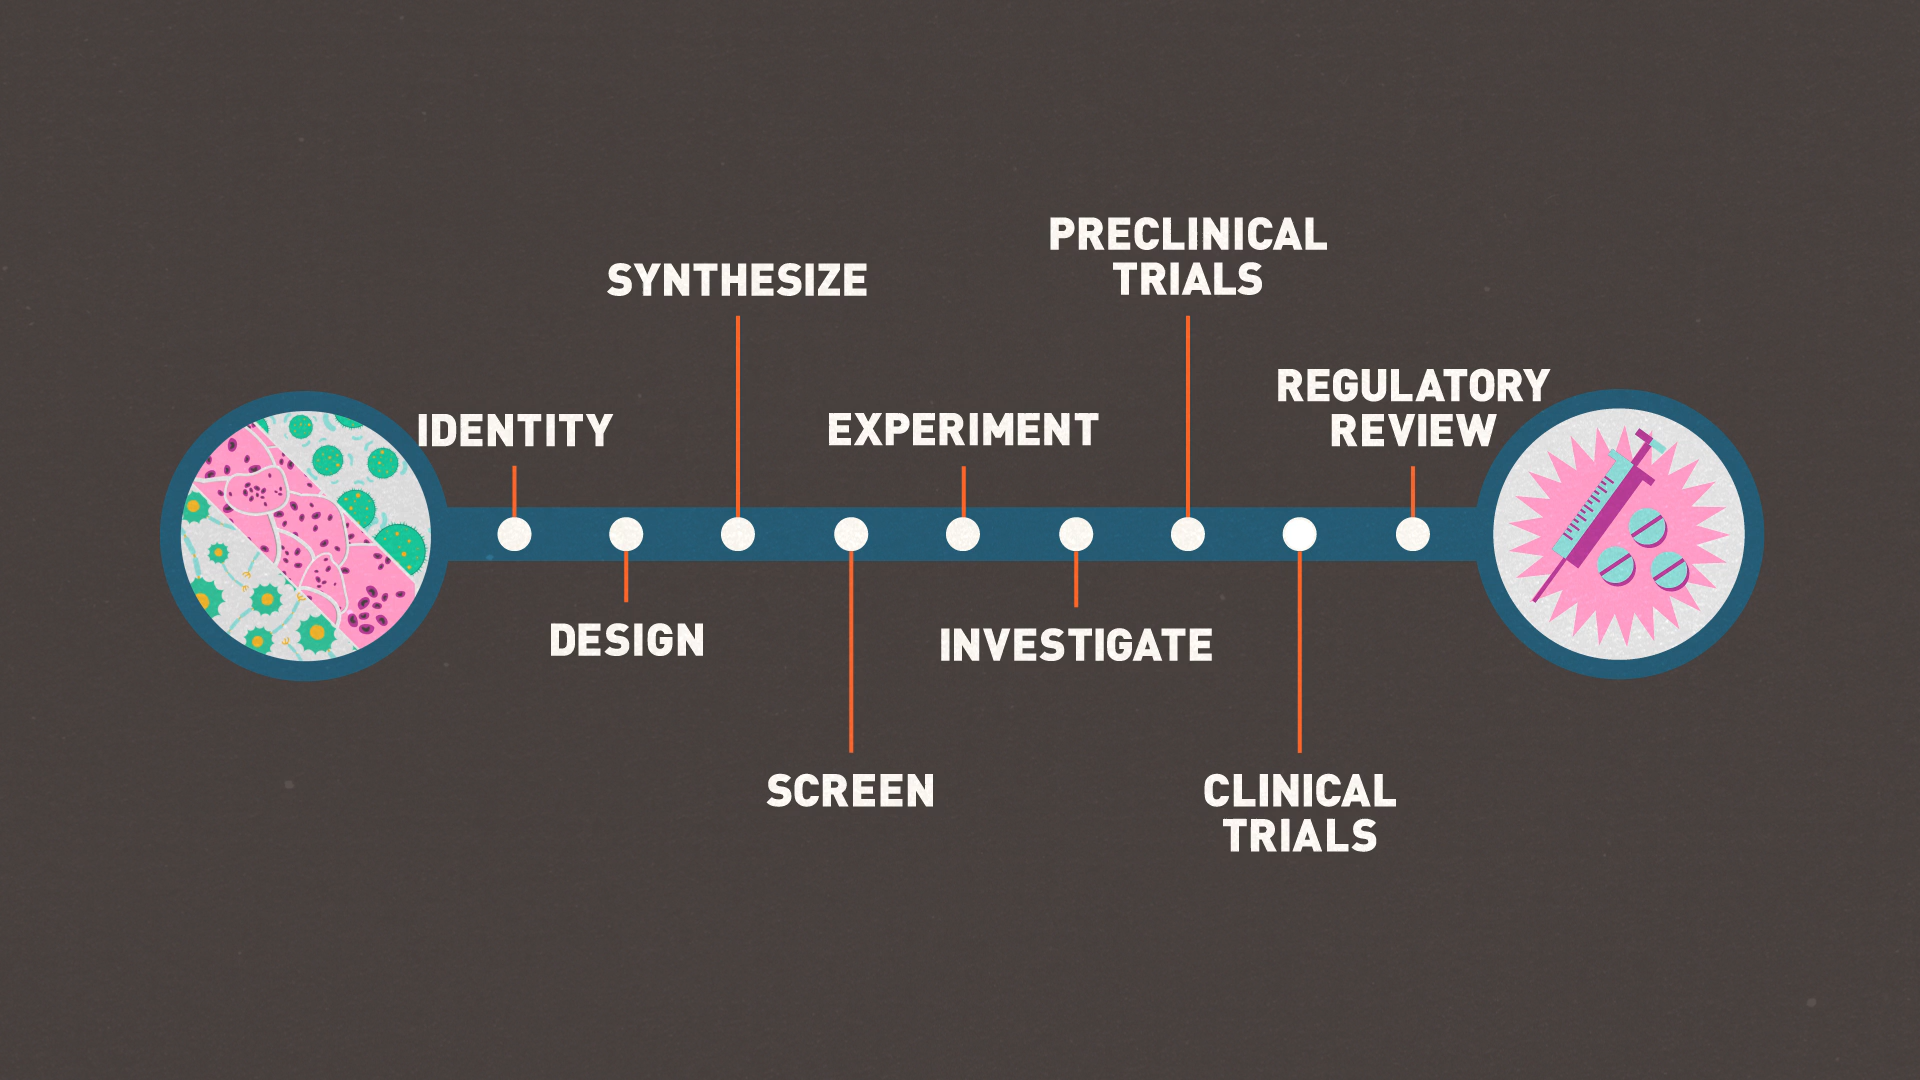 IDENTITY
DESIGN
SYNTHESIZE
SCREEN
EXPERIMENT
INVESTIGATE
PRECLINICAL
TRIALS
CLINICAL
TRIALS
REGULATORY
REVIEW